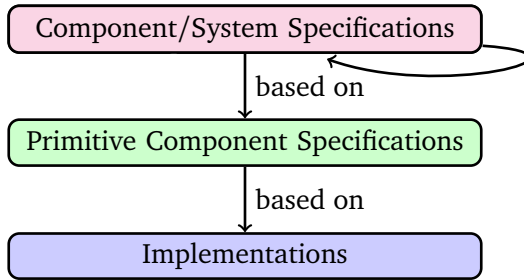 Component/System Specifications
based on
Primitive Component Specifications
based on
Implementations